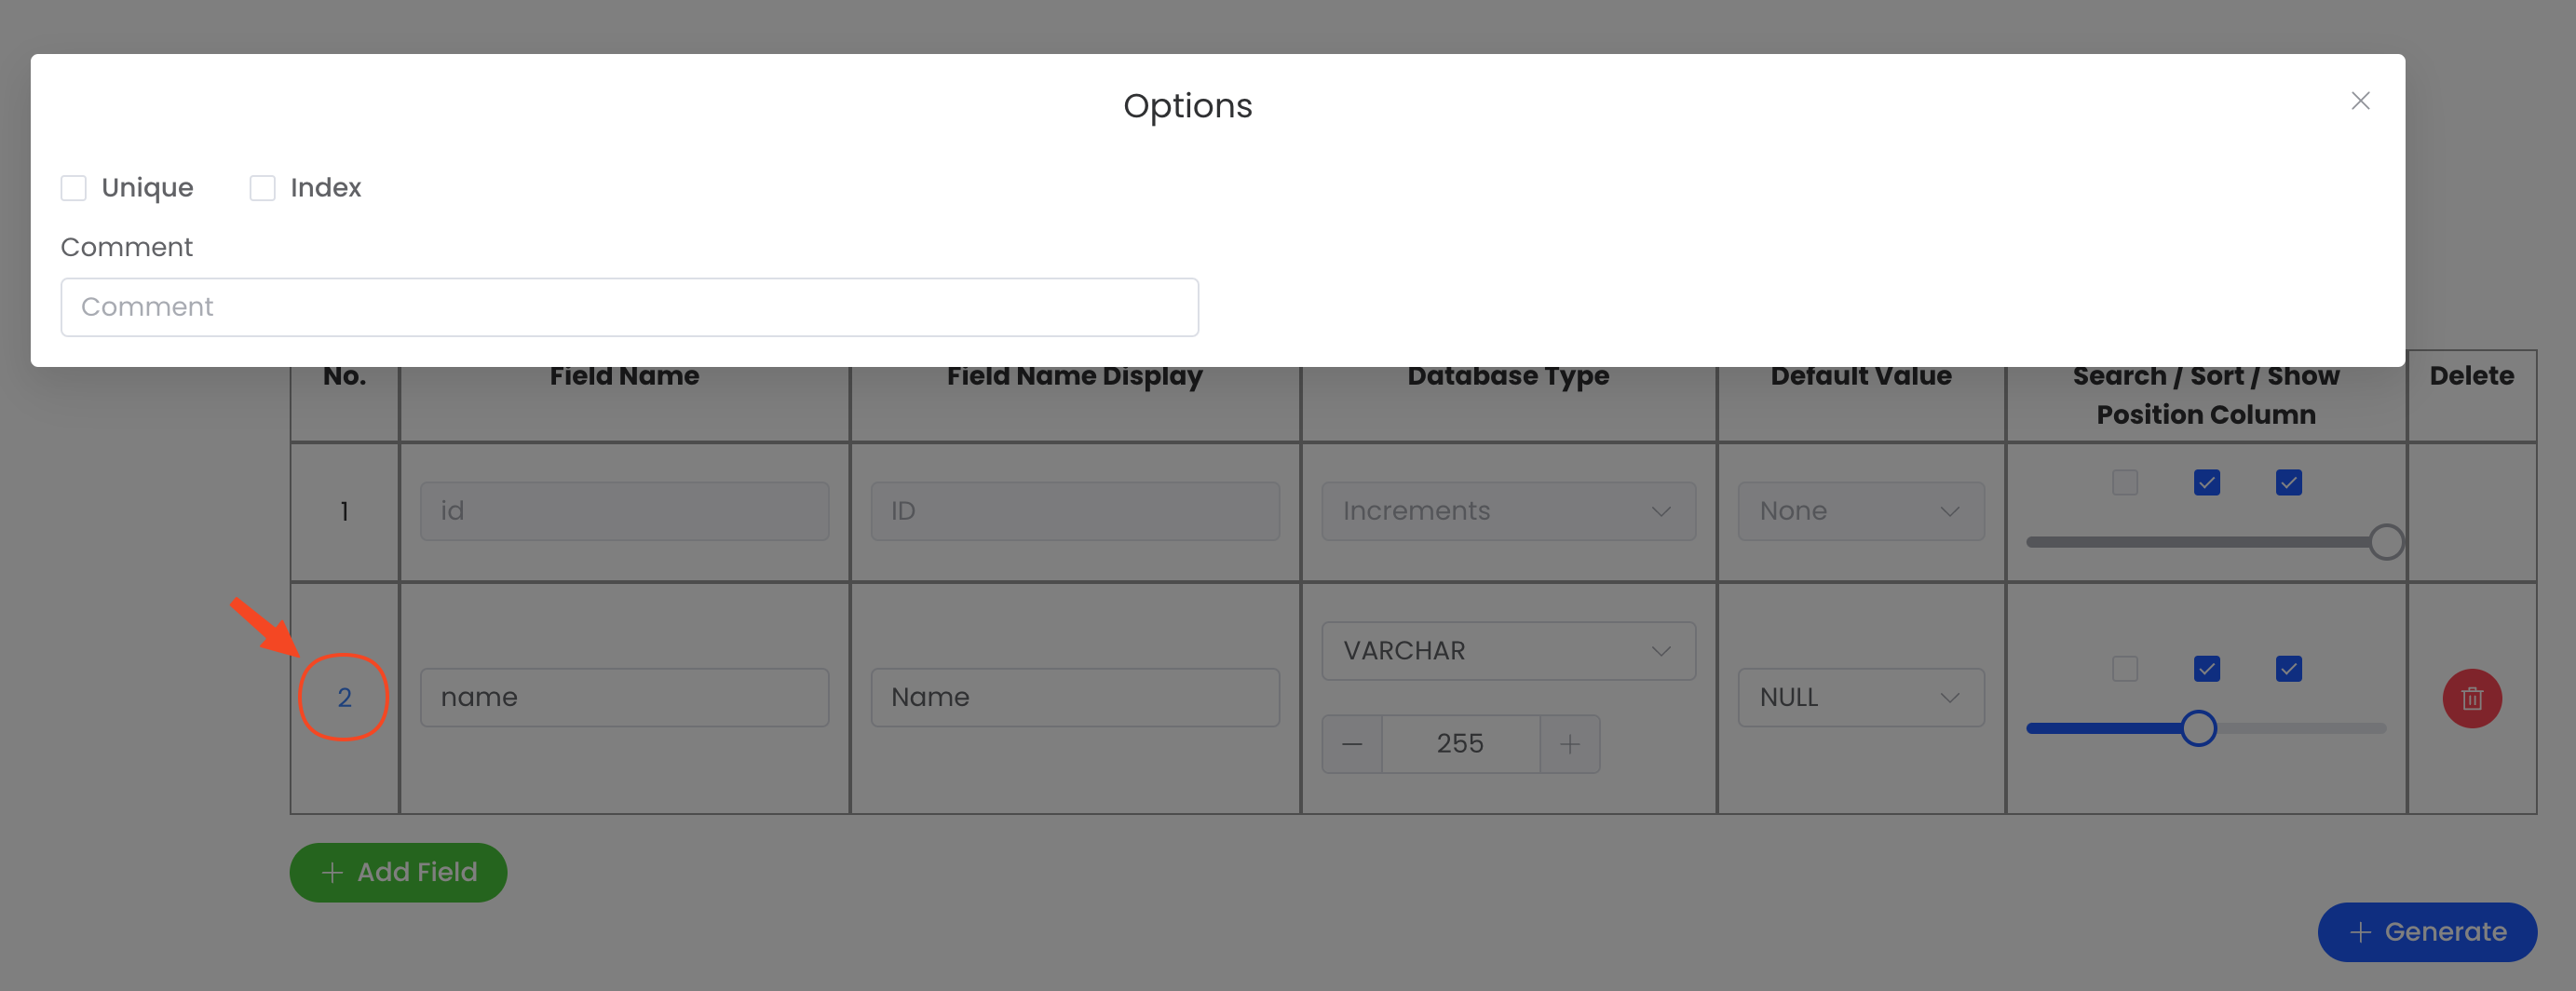 Options
Unique Index
Comment
Comment
No. Field Name Field Name Display Database Type Default Value Search / Sort / Show Delete
Position Column
1 id ID Increments None
2 name Name VARCHAR NULL
255
Add Field
Generate